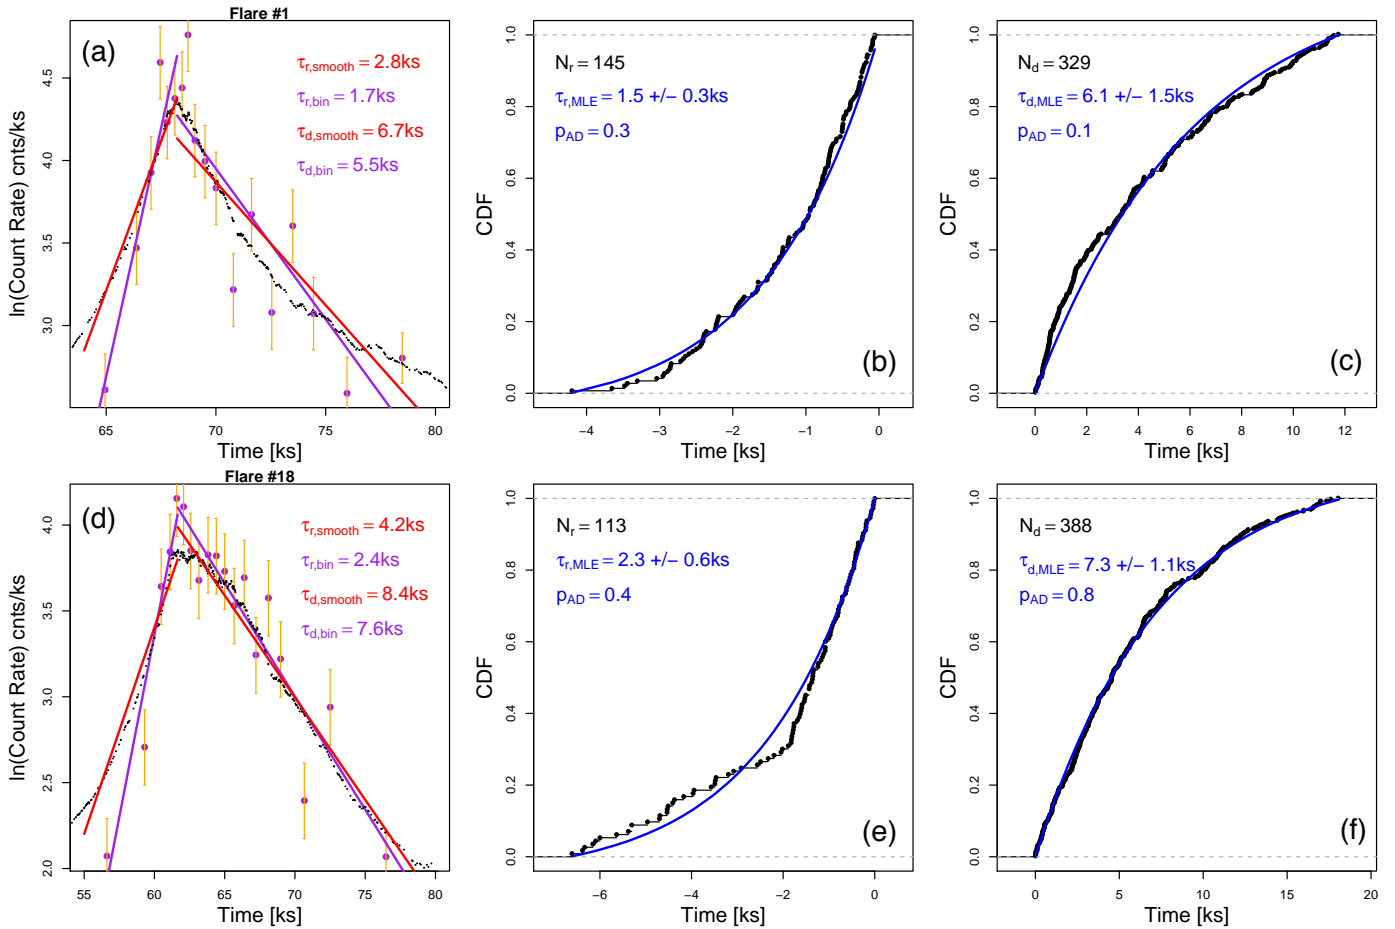 Flare #1
(a)
τr,smooth = 2.8ks
τr,bin = 1.7ks
τd,smooth = 6.7ks
τd,bin = 5.5ks
ln(Count Rate) cnts/ks
4.5
4.0
3.5
3.0
65 70 75 80
Time [ks]
Nr = 145
τr,MLE = 1.5 +/− 0.3ks
pAD = 0.3
(b)
CDF
1.0
0.8
0.6
0.4
0.2
0.0
−4 −3 −2 −1 0
Time [ks]
Nd = 329
τd,MLE = 6.1 +/− 1.5ks
pAD = 0.1
(c)
CDF
1.0
0.8
0.6
0.4
0.2
0.0
0 2 4 6 8 10 12
Time [ks]
Flare #18
(d)
τr,smooth = 4.2ks
τr,bin = 2.4ks
τd,smooth = 8.4ks
τd,bin = 7.6ks
ln(Count Rate) cnts/ks
4.0
3.5
3.0
2.5
2.0
55 60 65 70 75 80
Time [ks]
Nr = 113
τr,MLE = 2.3 +/− 0.6ks
pAD = 0.4
(e)
CDF
1.0
0.8
0.6
0.4
0.2
0.0
−6 −4 −2 0
Time [ks]
Nd = 388
τd,MLE = 7.3 +/− 1.1ks
pAD = 0.8
(f)
CDF
1.0
0.8
0.6
0.4
0.2
0.0
0 5 10 15 20
Time [ks]